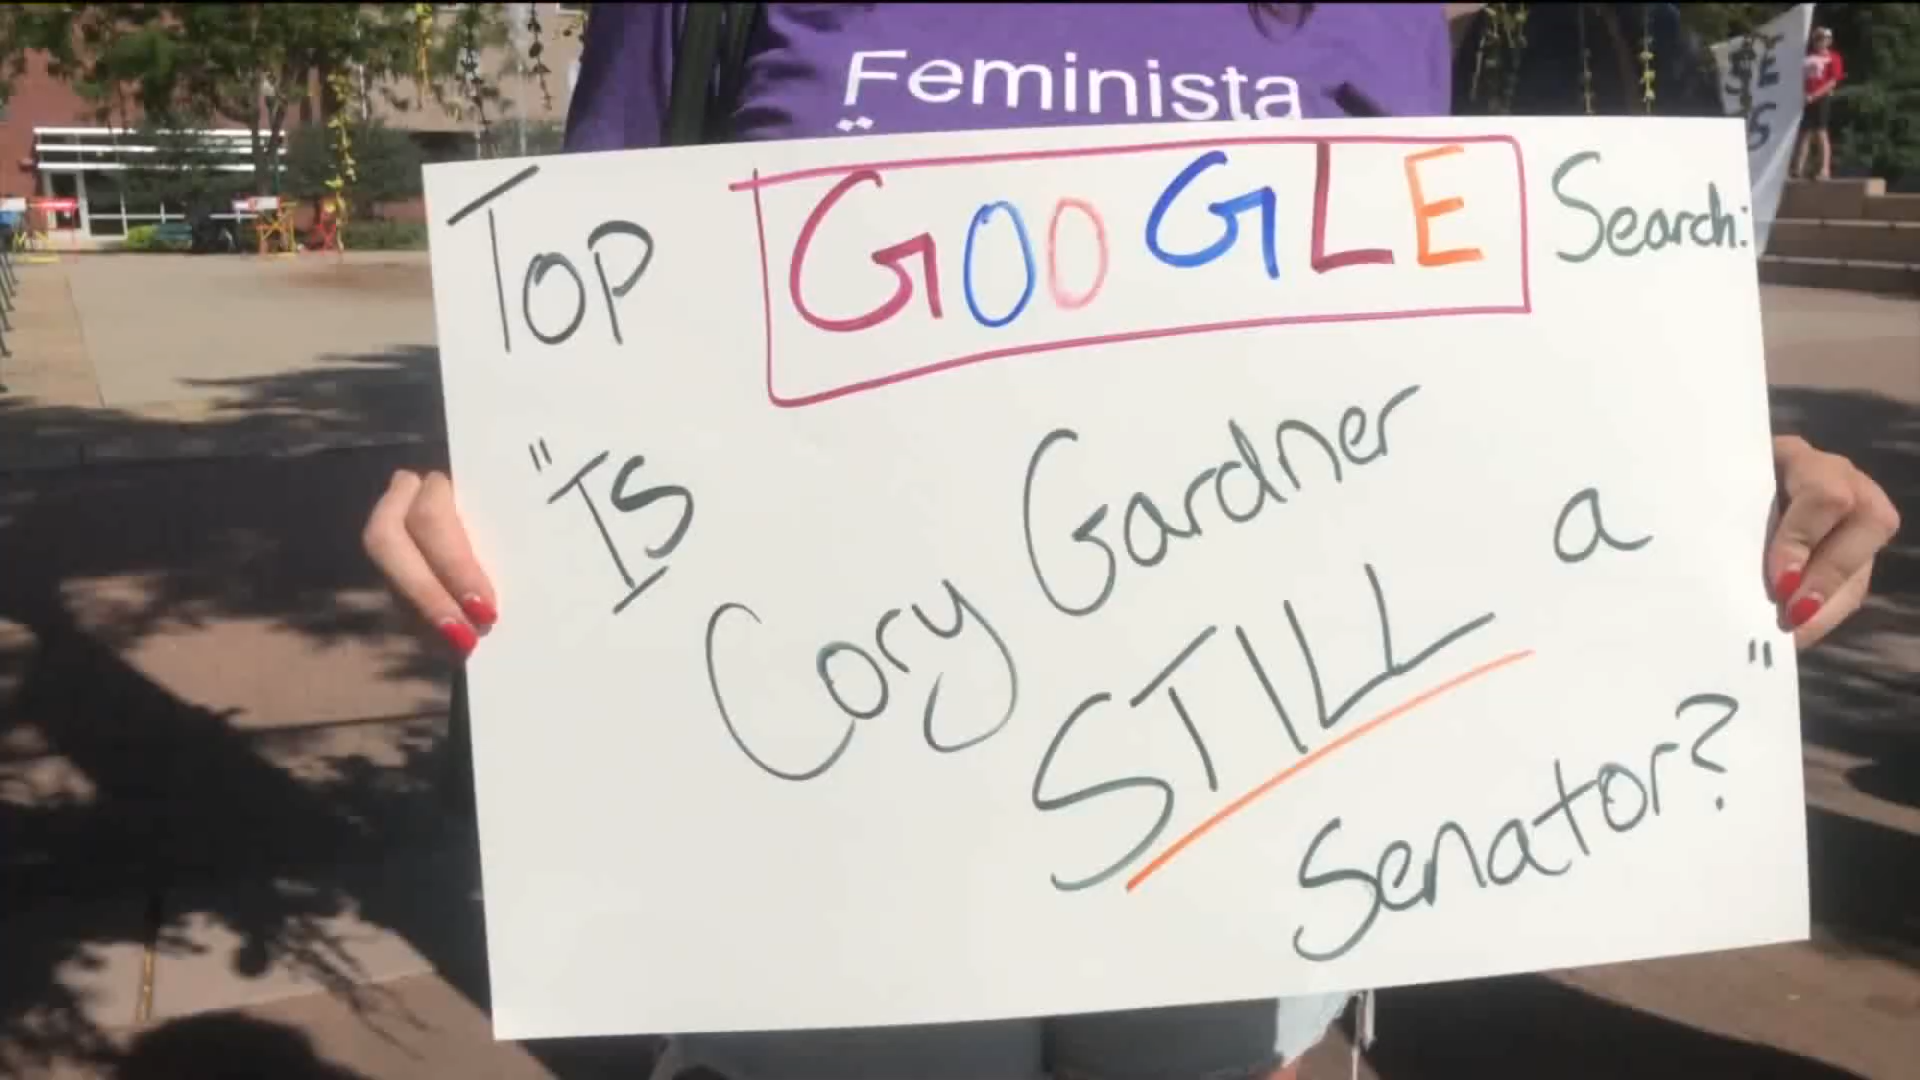 Feminista
Top GOOGLE Search:
"Is Cory Gardner
STILL a
Senator?"